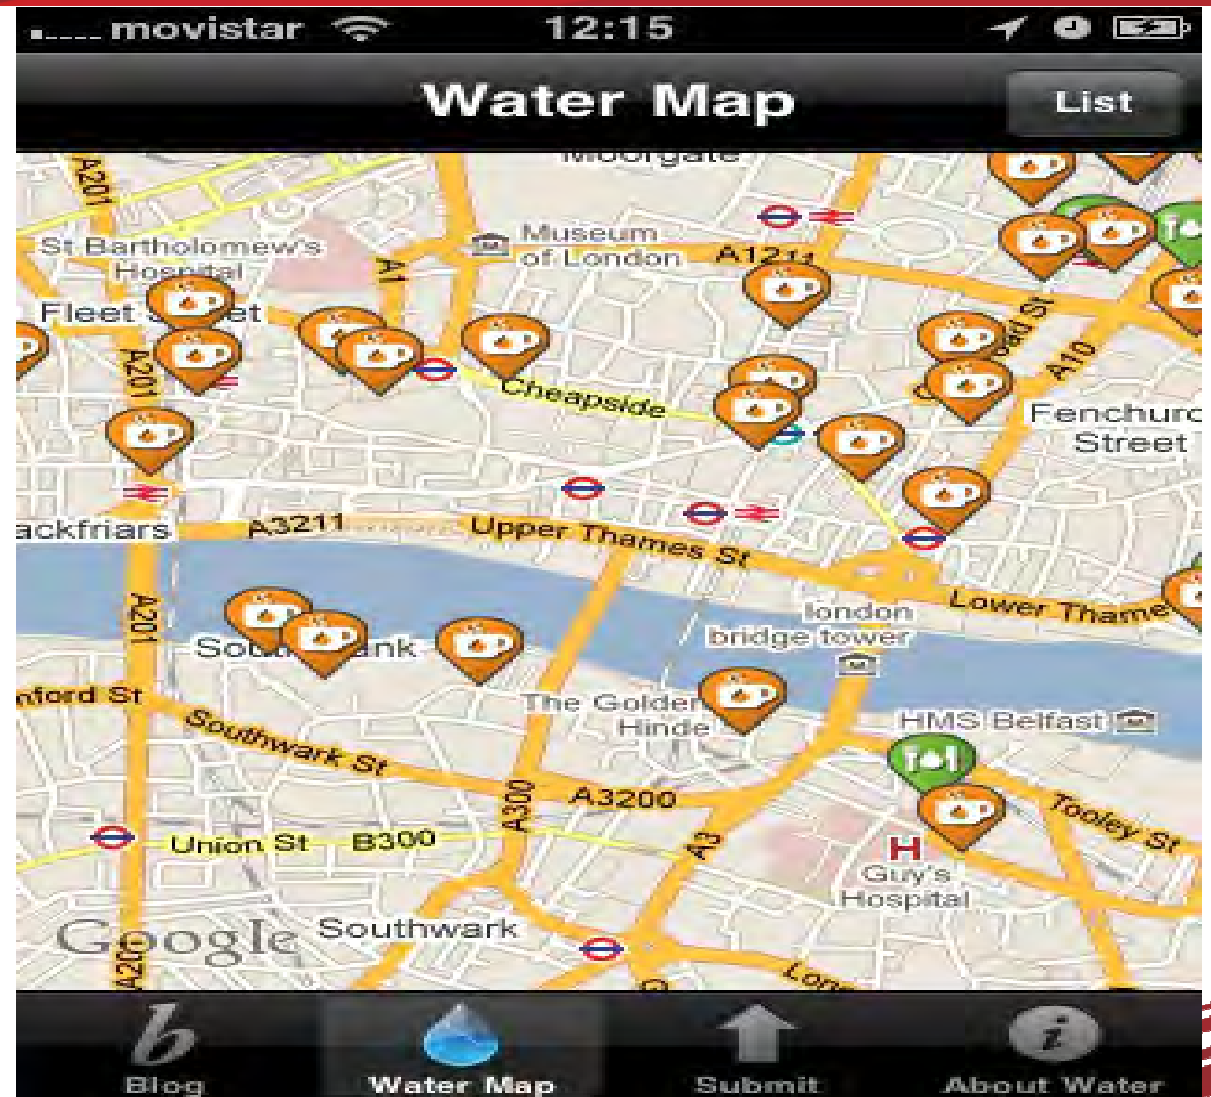 movistar 12:15
Water Map
List
Moorgate
A201
St Bartholomew's
Hospital
Museum
of London
A1211
A1
Fleet
A201
A10
Cheapside
Fenchurc
Street
ackfriars
A3211
Upper Thames St
A201
london
bridge tower
Lower Thame
nford St
The Golden
Hinde
HMS Belfast
Southwark St
A300
A3200
Tooley St
A3
Union St
B300
H
Guy's
Hospital
Google
Southwark
Blog
Water Map
Submit
About Water